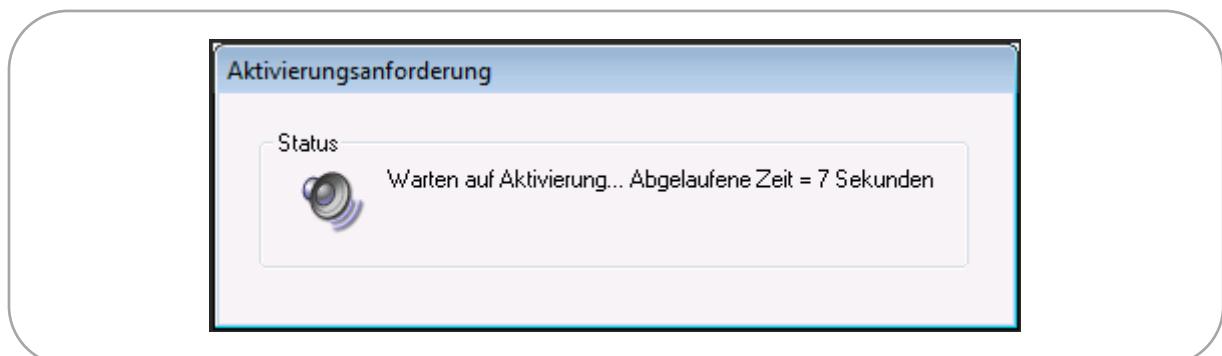 Aktivierungsanforderung
Status
Warten auf Aktivierung... Abgelaufene Zeit = 7 Sekunden